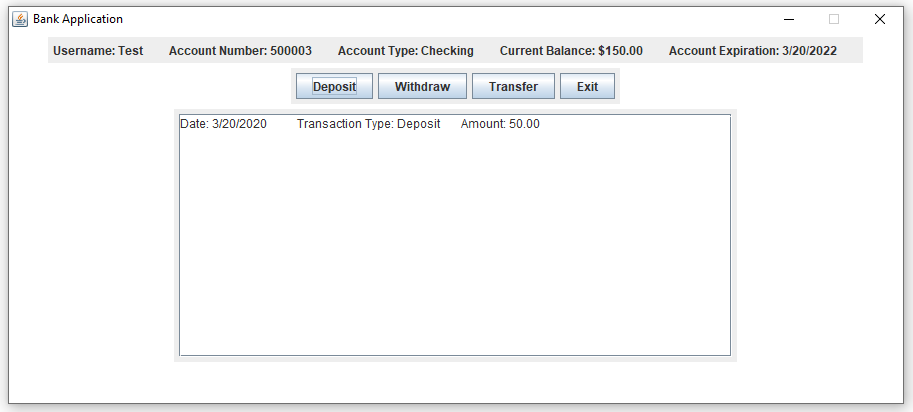 Bank Application
Username: Test Account Number: 500003 Account Type: Checking Current Balance: $150.00 Account Expiration: 3/20/2022
Deposit Withdraw Transfer Exit
Date: 3/20/2020 Transaction Type: Deposit Amount: 50.00